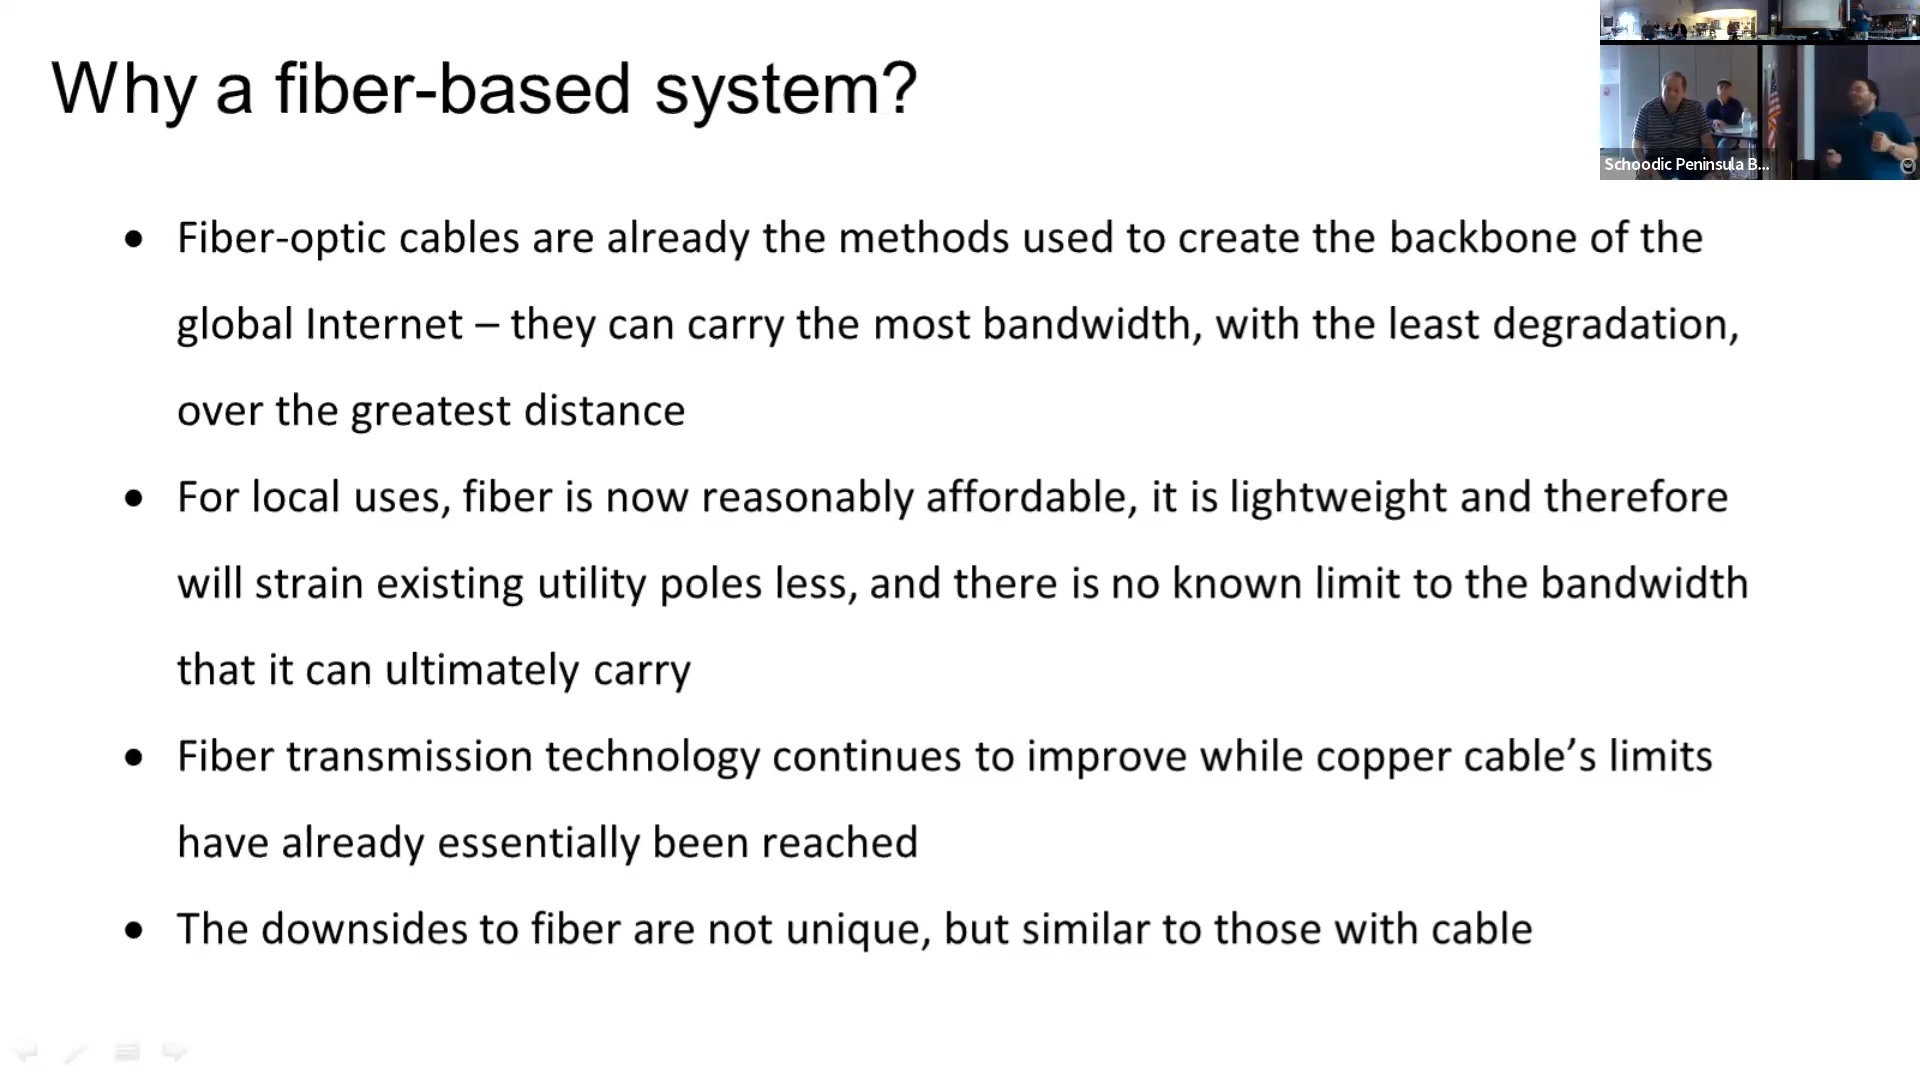 Why a fiber-based system?
Schoodic Peninsula B...
• Fiber-optic cables are already the methods used to create the backbone of the
global Internet – they can carry the most bandwidth, with the least degradation,
over the greatest distance
• For local uses, fiber is now reasonably affordable, it is lightweight and therefore
will strain existing utility poles less, and there is no known limit to the bandwidth
that it can ultimately carry
• Fiber transmission technology continues to improve while copper cable’s limits
have already essentially been reached
• The downsides to fiber are not unique, but similar to those with cable